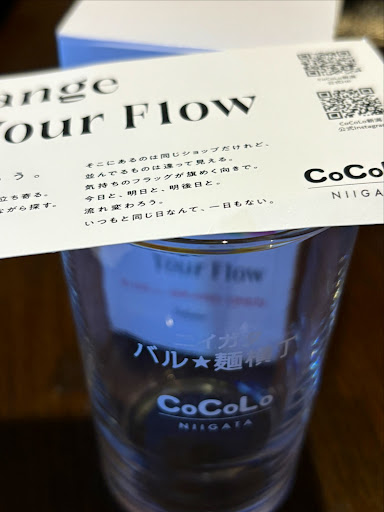 ange
Your Flow
CoCoLo新潟
公式Instagram
そこにあるのは同じショップだけれど、
並んでるものは違って見える。
気持ちのフラッグが旗めく向きで。
今日と、明日と、明後日と。
流れ変わろう。
いつもと同じ日なんて、一日もない。
う。
立ち寄る。
ながら探す。
CoCoLo
NIIGATA
Your Flow
ニイガタ
バル★麺横丁
CoCoLo
NIIGATA